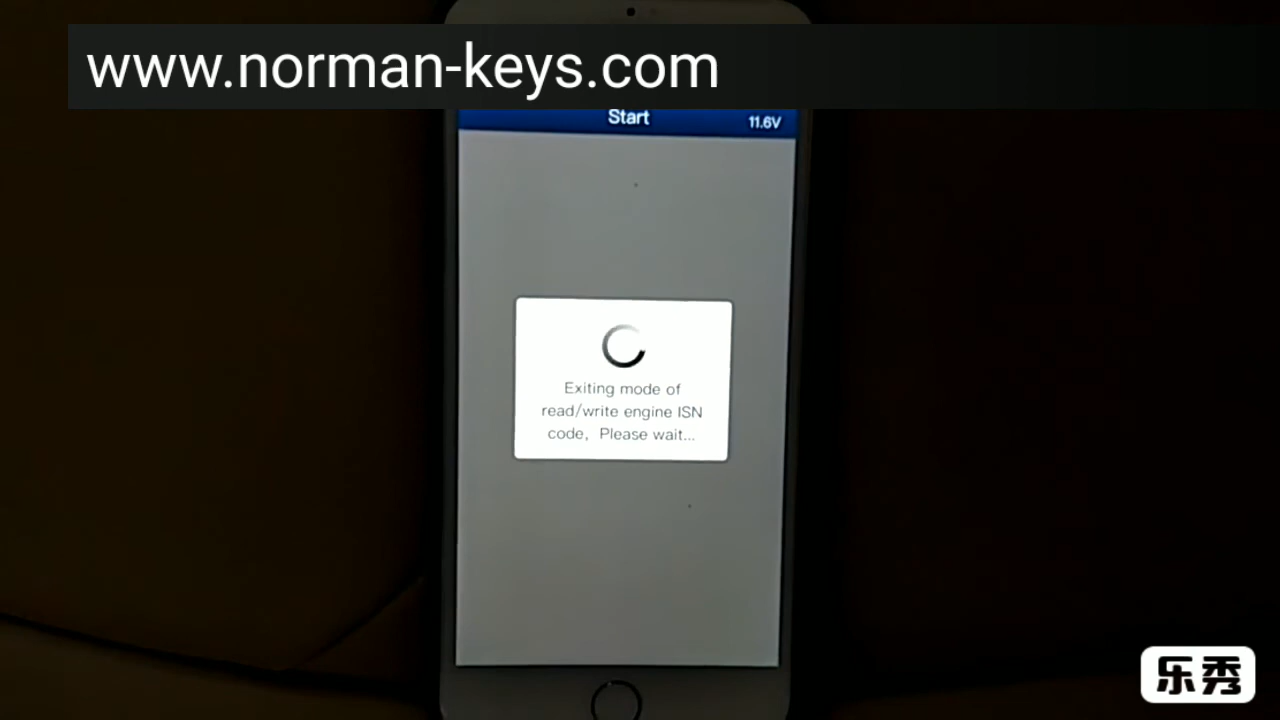 www.norman-keys.com
Start
11.6V
Exiting mode of
read/write engine ISN
code, Please wait...
乐秀